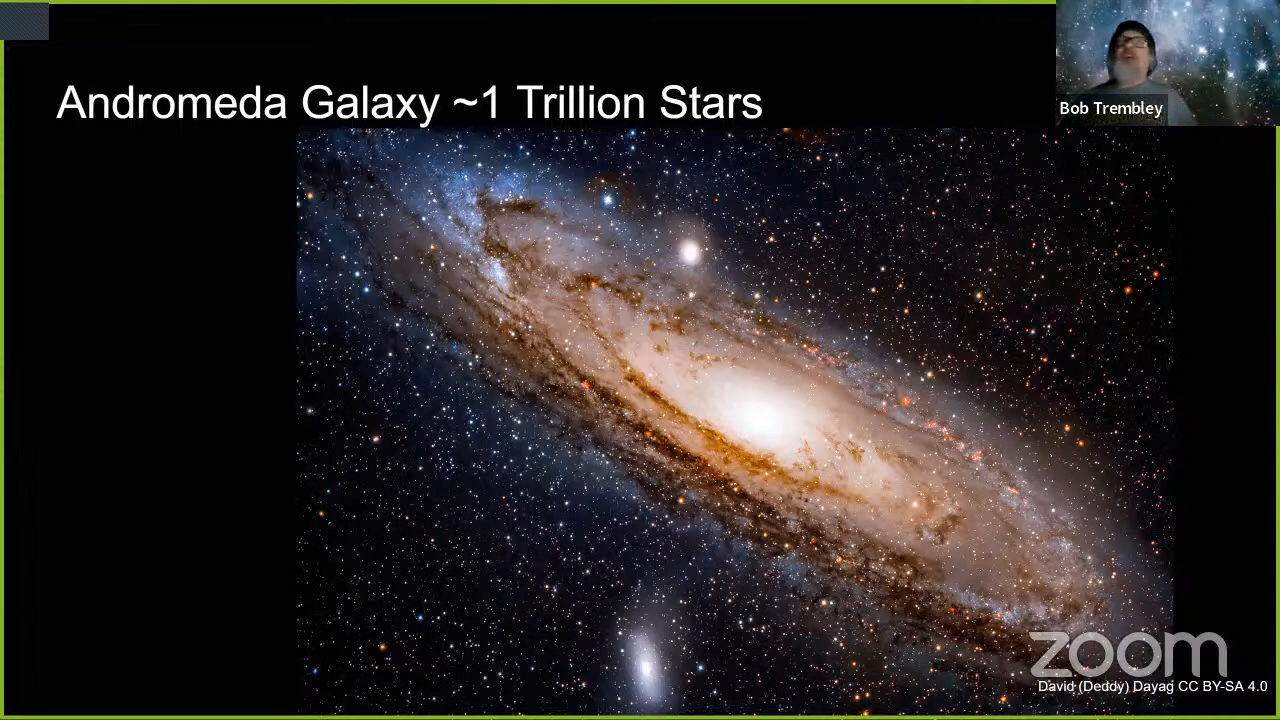 Andromeda Galaxy ~1 Trillion Stars
Bob Trembley
zoom
David (Deddy) Dayag CC BY-SA 4.0